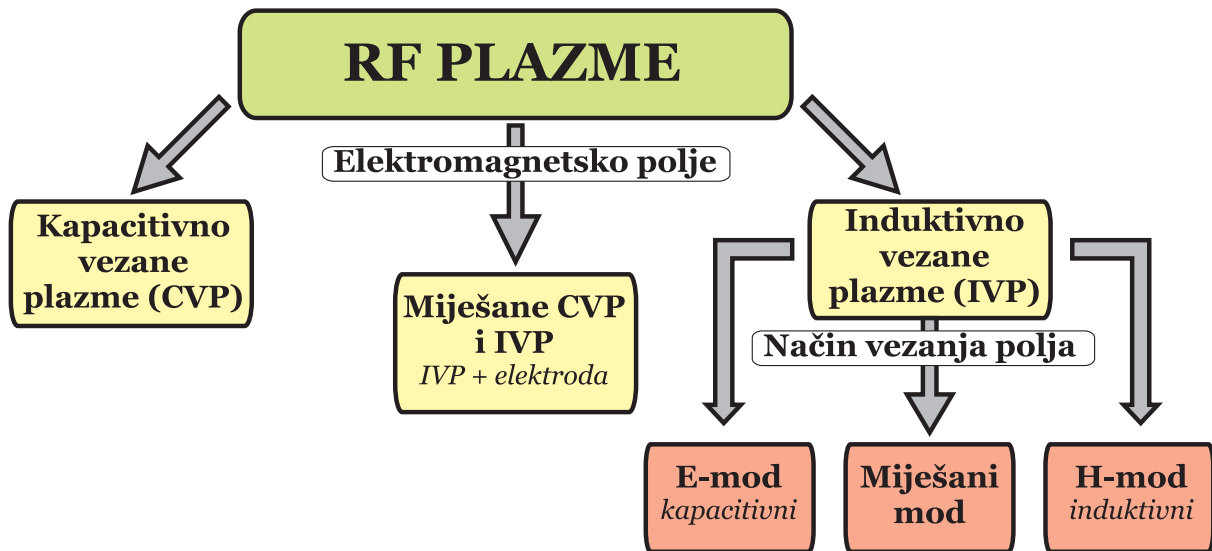 RF PLAZME
Elektromagnetsko polje
Kapacitivno
vezane
plazme (CVP)
Miješane CVP
i IVP
IVP + elektroda
Induktivno
vezane
plazme (IVP)
Način vezanja polja
E-mod
kapacitivni
Miješani
mod
H-mod
induktivni